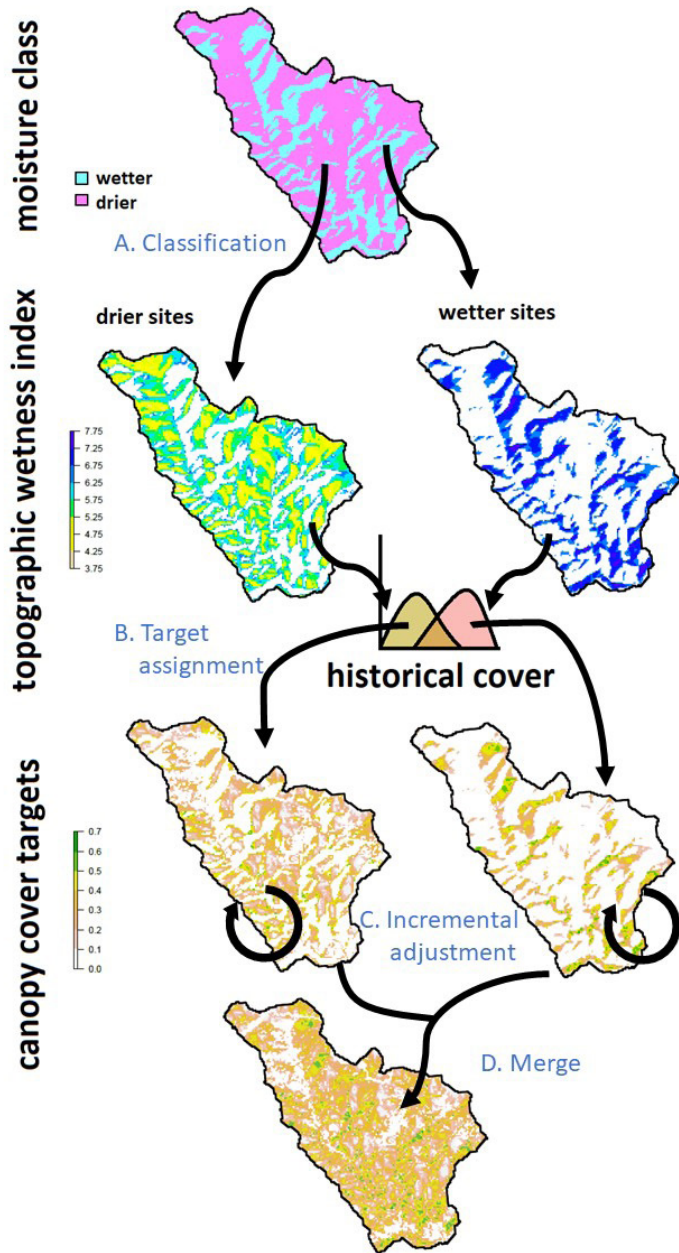 moisture class
wetter
drier
A. Classification
topographic wetness index
drier sites
wetter sites
7.75
7.25
6.75
6.25
5.75
5.25
4.75
4.25
3.75
B. Target
assignment
historical cover
canopy cover targets
0.7
0.6
0.5
0.4
0.3
0.2
0.1
0.0
C. Incremental
adjustment
D. Merge